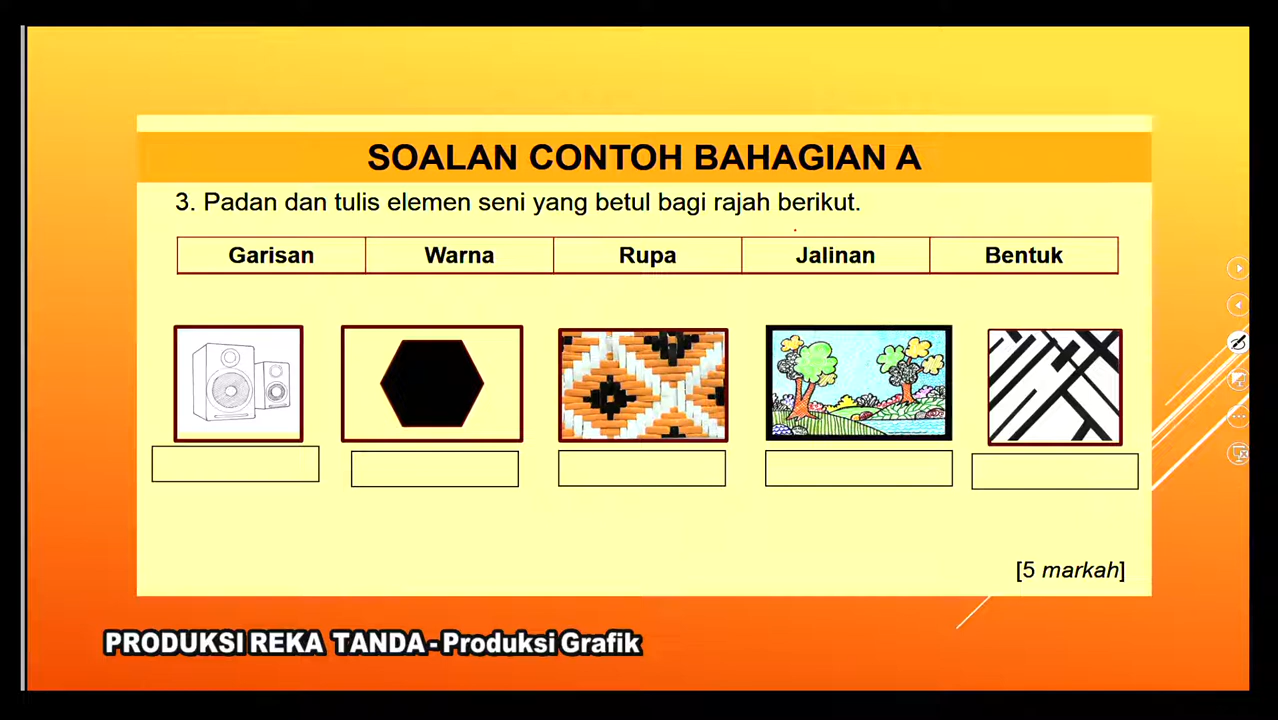 SOALAN CONTOH BAHAGIAN A
3. Padan dan tulis elemen seni yang betul bagi rajah berikut.
Garisan Warna Rupa Jalinan Bentuk
[5 markah]
PRODUKSI REKA TANDA - Produksi Grafik